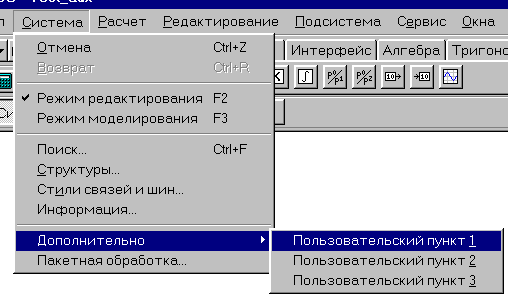 Система Расчет Редактирование Подсистема Сервис Окна
Отмена Ctrl+Z
Интерфейс Алгебра
Возврат Ctrl+R
Режим редактирования F2
Режим моделирования F3
Поиск... Ctrl+F
Структуры...
Стили связей и шин...
Информация...
Дополнительно Пользовательский пункт 1
Пакетная обработка... Пользовательский пункт 2
Пользовательский пункт 3